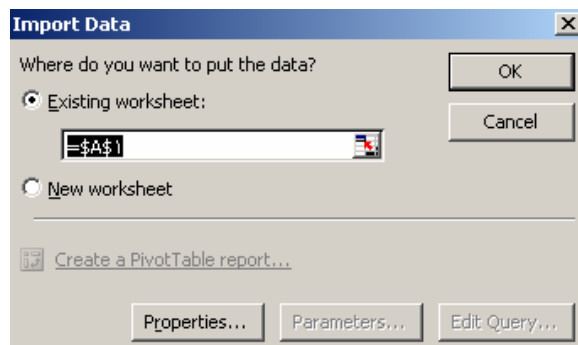 Import Data
Where do you want to put the data?
OK
Existing worksheet:
Cancel
=$A$1
New worksheet
Create a PivotTable report...
Properties...
Parameters...
Edit Query...